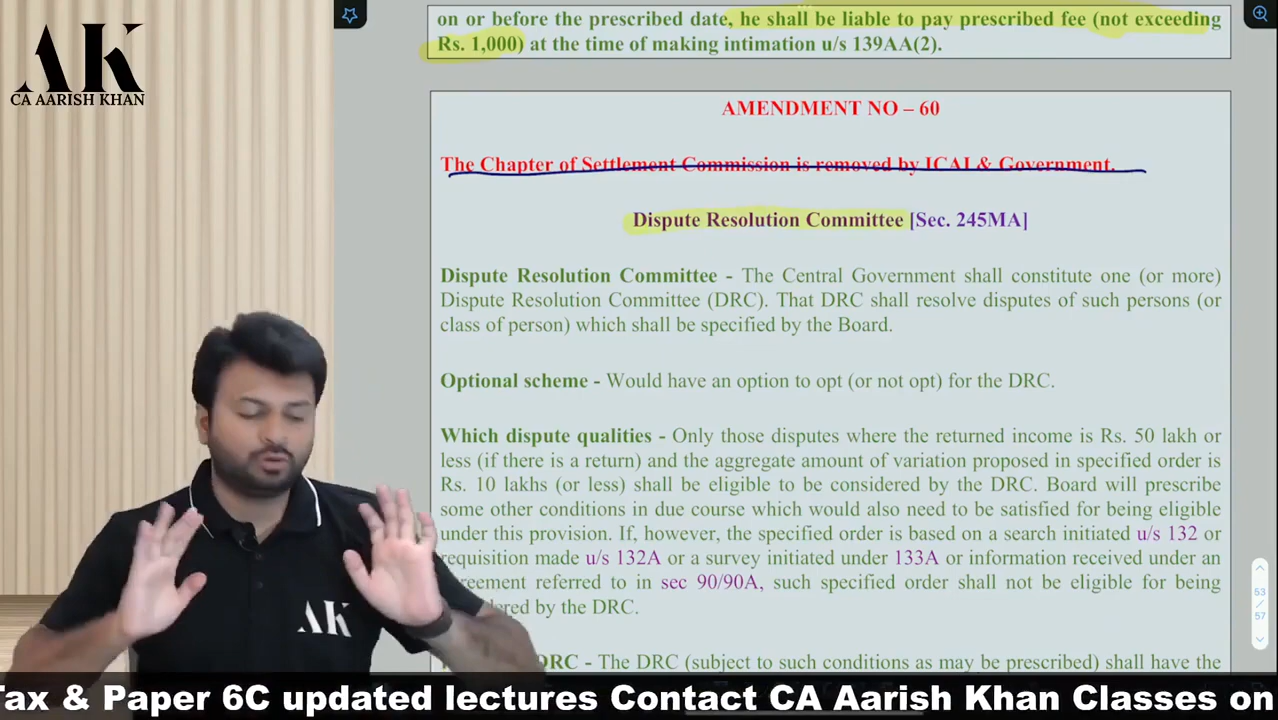 on or before the prescribed date, he shall be liable to pay prescribed fee (not exceeding
Rs. 1,000) at the time of making intimation u/s 139AA(2).
AK
CA AARISH KHAN
AMENDMENT NO – 60
The Chapter of Settlement Commission is removed by ICAI & Government.
Dispute Resolution Committee [Sec. 245MA]
Dispute Resolution Committee - The Central Government shall constitute one (or more)
Dispute Resolution Committee (DRC). That DRC shall resolve disputes of such persons (or
class of person) which shall be specified by the Board.
Optional scheme - Would have an option to opt (or not opt) for the DRC.
Which dispute qualities - Only those disputes where the returned income is Rs. 50 lakh or
less (if there is a return) and the aggregate amount of variation proposed in specified order is
Rs. 10 lakhs (or less) shall be eligible to be considered by the DRC. Board will prescribe
some other conditions in due course which would also need to be satisfied for being eligible
under this provision. If, however, the specified order is based on a search initiated u/s 132 or
requisition made u/s 132A or a survey initiated under 133A or information received under an
referred to in sec 90/90A, such specified order shall not be eligible for being
by the DRC.
DRC - The DRC (subject to such conditions as may be prescribed) shall have the
53
57
AK
Tax & Paper 6C updated lectures Contact CA Aarish Khan Classes on